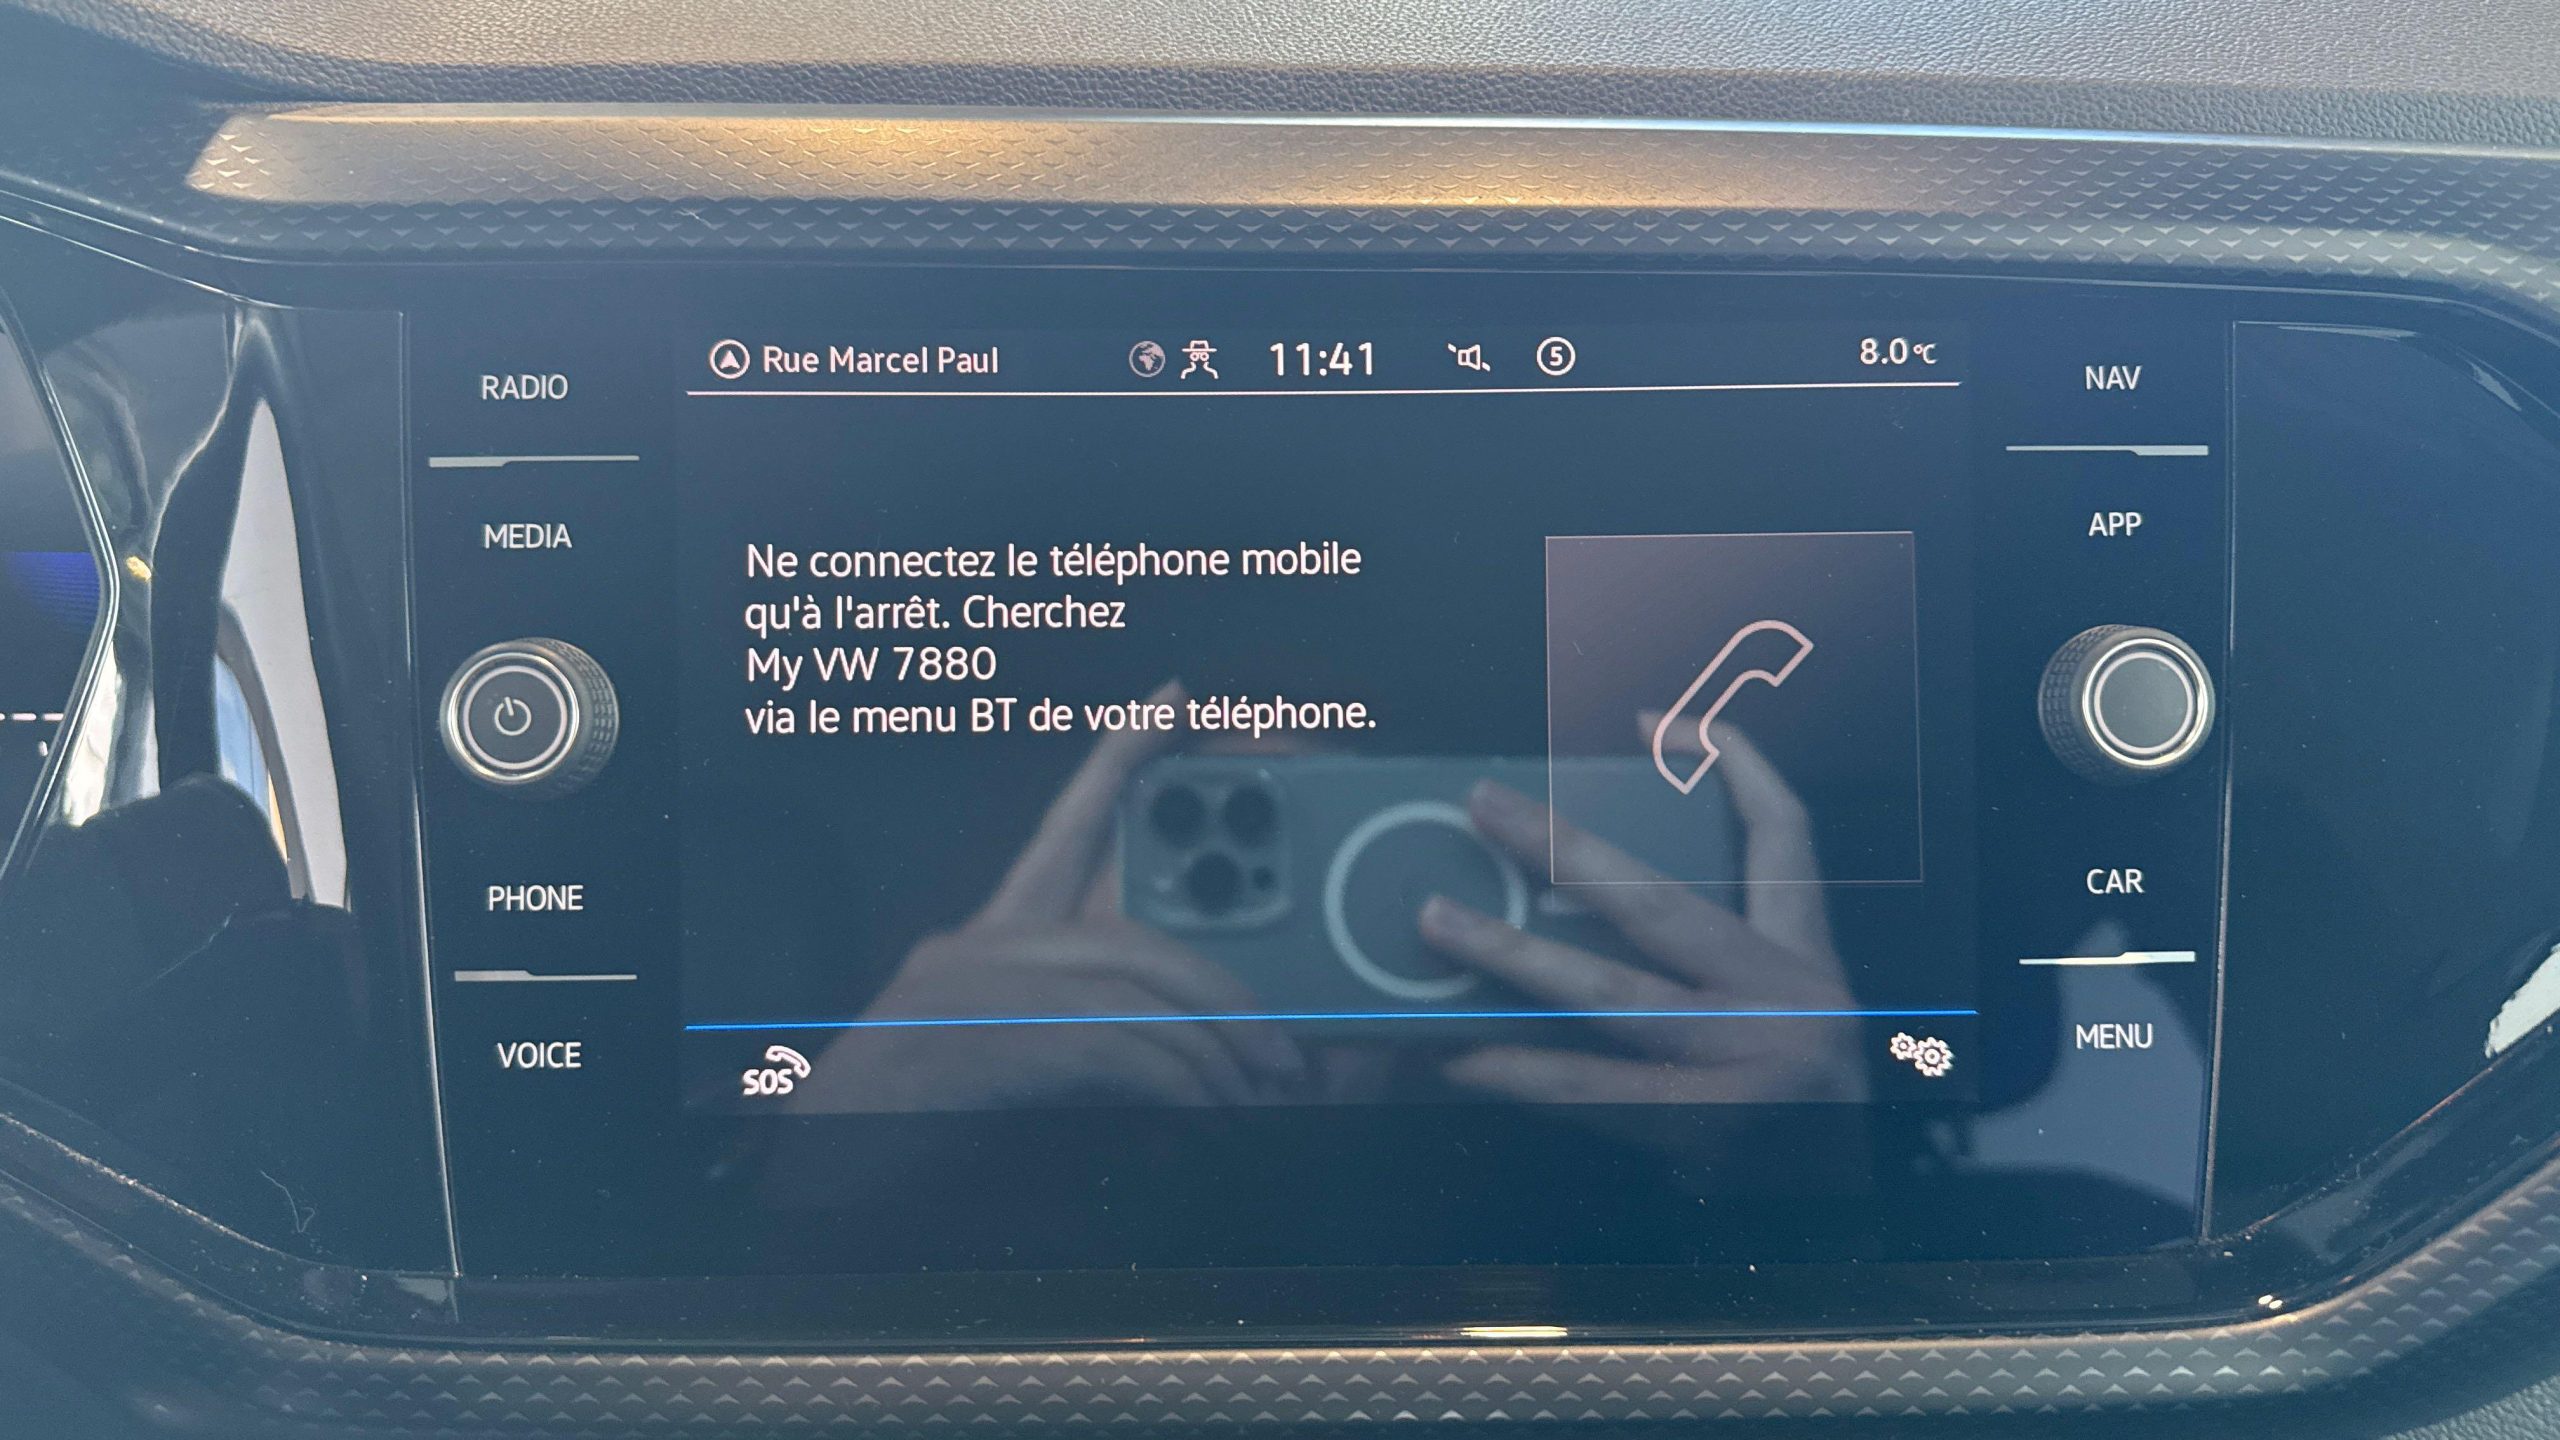 RADIO
MEDIA
PHONE
VOICE
Rue Marcel Paul
11:41
5
8.0°C
Ne connectez le téléphone mobile
qu'à l'arrêt. Cherchez
My VW 7880
via le menu BT de votre téléphone.
SOS
NAV
APP
CAR
MENU